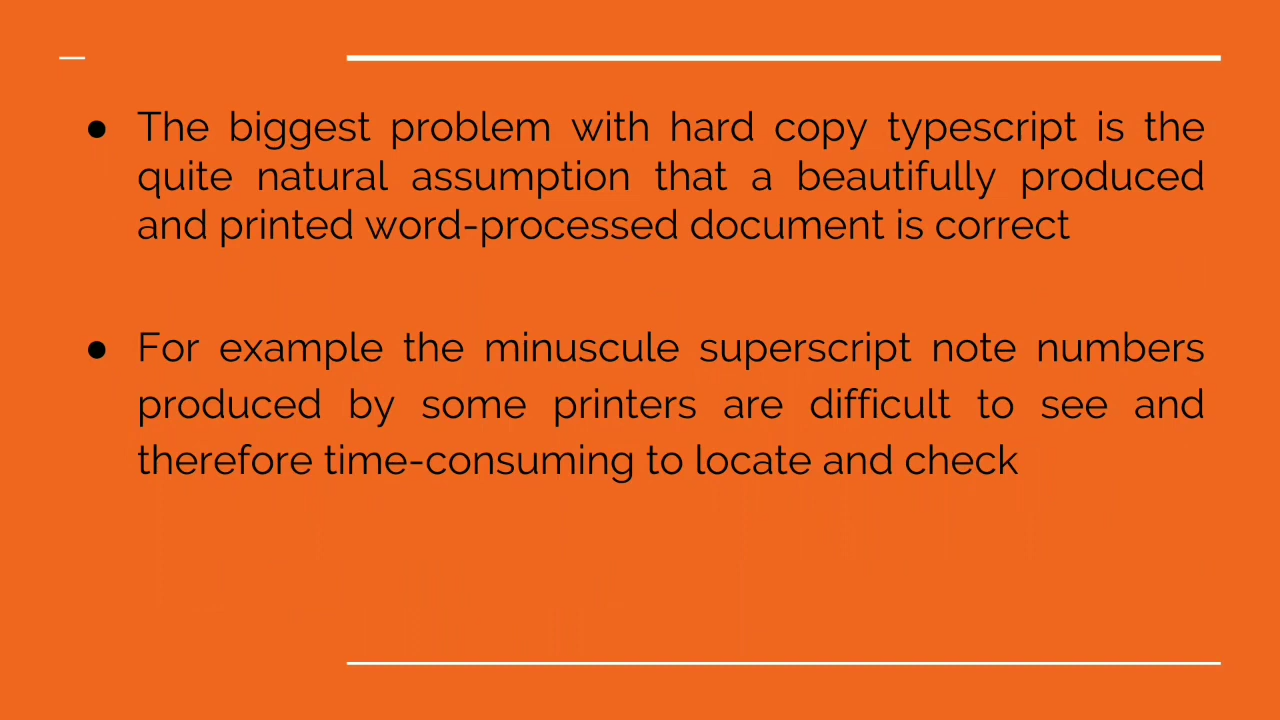 ● The biggest problem with hard copy typescript is the
quite natural assumption that a beautifully produced
and printed word-processed document is correct
● For example the minuscule superscript note numbers
produced by some printers are difficult to see and
therefore time-consuming to locate and check